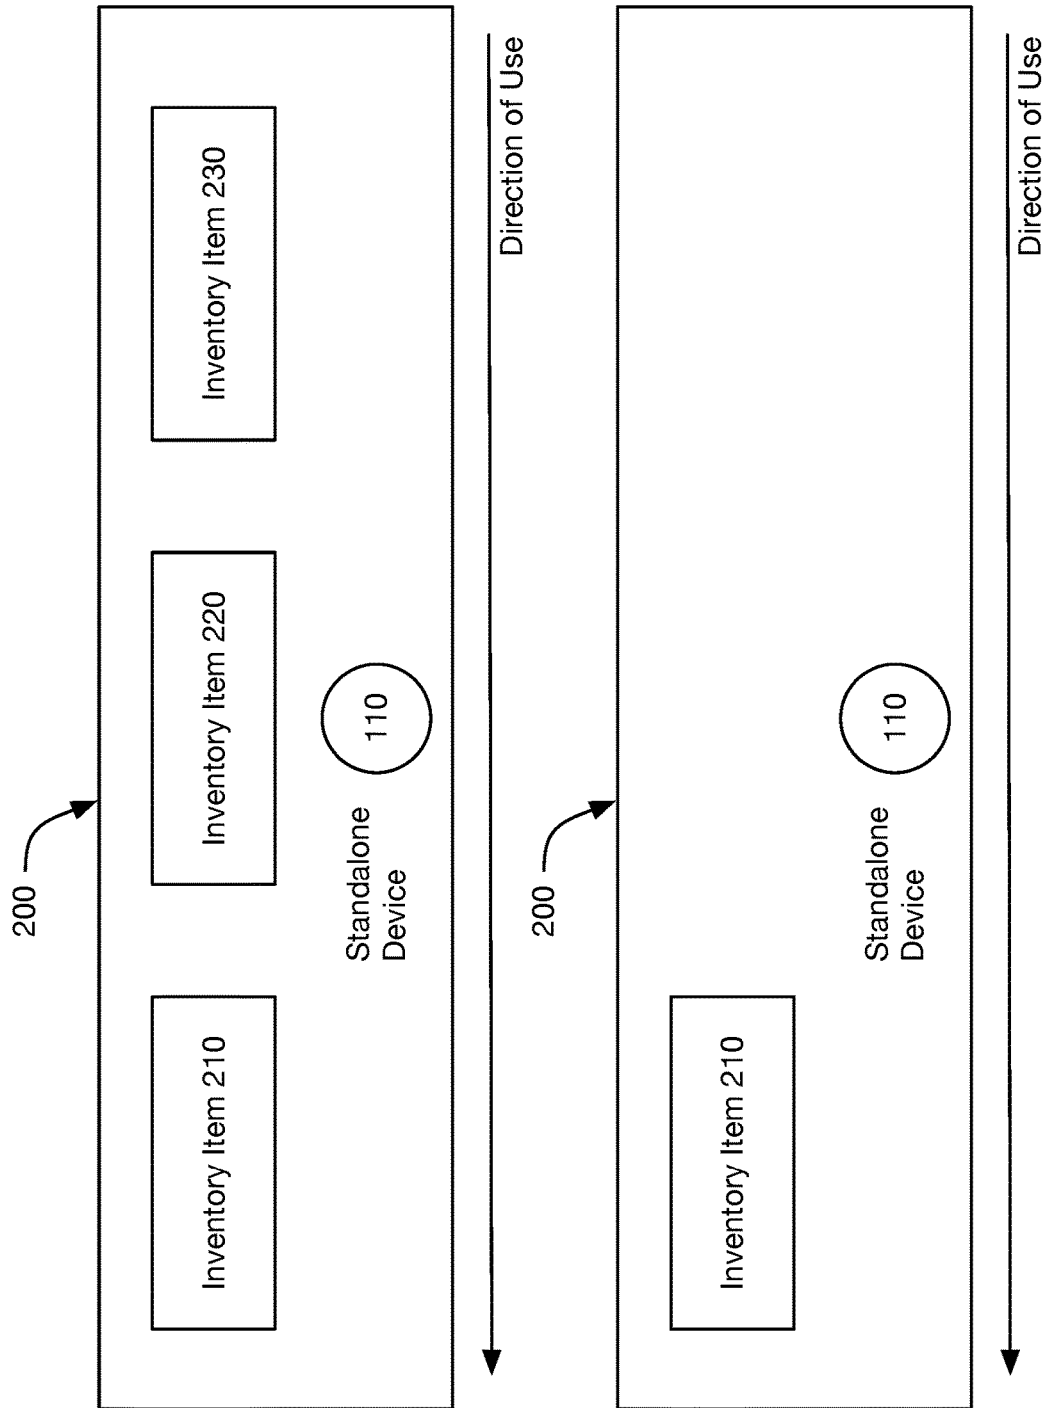 200
Inventory Item 210
Inventory Item 220
Inventory Item 230
Standalone
Device
110
Direction of Use
200
Inventory Item 210
Standalone
Device
110
Direction of Use